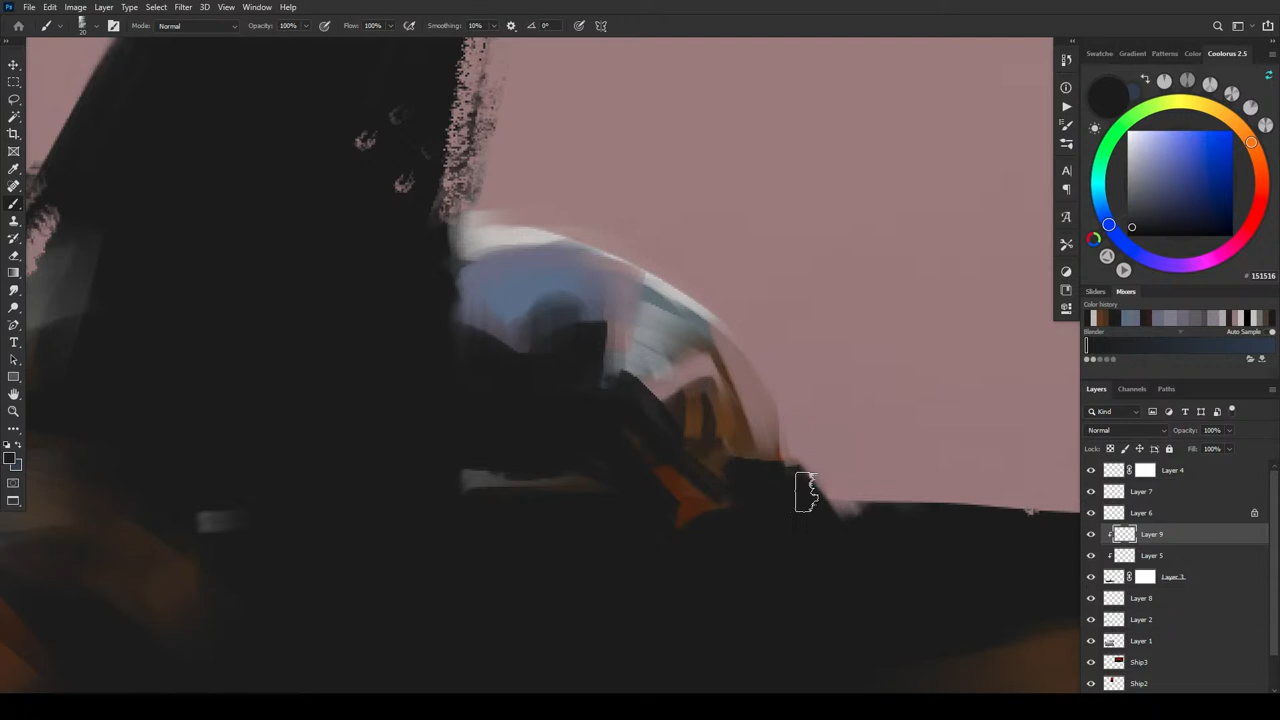 Ps File Edit Image Layer Type Select Filter 3D View Window Help
20 Mode: Normal Opacity: 100% Flow: 100% Smoothing: 10% 0°
Swatche Gradient Patterns Color Coolorus 2.5
151516
Sliders Mixers
Color history
Blender Auto Sample
Layers Channels Paths
Kind
Normal Opacity: 100%
Lock: Fill: 100%
Layer 4
Layer 7
Layer 6
Layer 9
Layer 5
Layer 3
Layer 8
Layer 2
Layer 1
Ship3
Ship2